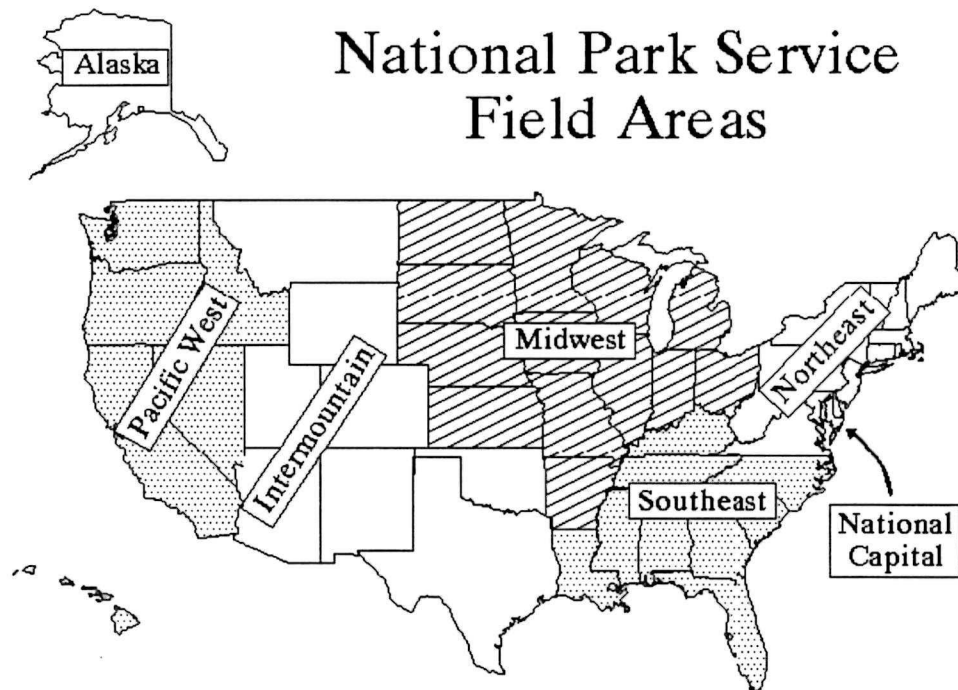 National Park Service
Field Areas
Alaska
Pacific West
Intermountain
Midwest
Northeast
Southeast
National
Capital